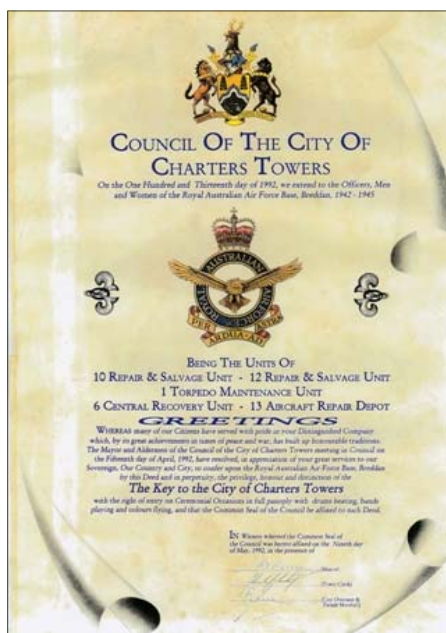 COUNCIL OF THE CITY OF
CHARTERS TOWERS
On the One Hundred and Thirteenth day of 1992, we extend to the Officers, Men
and Women of the Royal Australian Air Force Base, Breddan, 1942 - 1945
ROYAL AUSTRALIAN AIR FORCE
PER ARDUA AD ASTRA
BEING THE UNITS OF
10 REPAIR & SALVAGE UNIT - 12 REPAIR & SALVAGE UNIT
1 TORPEDO MAINTENANCE UNIT
6 CENTRAL RECOVERY UNIT - 13 AIRCRAFT REPAIR DEPOT
GREETINGS
WHEREAS many of our Citizens have served with pride in your Distinguished Company
which, by its great achievements in times of peace and war, has built up honourable traditions.
The Mayor and Aldermen of the Council of the City of Charters Towers meeting in Council on
the Fifteenth day of April, 1992, have resolved, in appreciation of your great services to our
Sovereign, Our Country and City, to confer upon the Royal Australian Air Force Base, Breddan
by this Deed and in perpetuity, the privilege, honour and distinction of the
The Key to the City of Charters Towers
with the right of entry on Ceremonial Occasions in full panoply with drums beating, bands
playing and colours flying, and that the Common Seal of the Council be affixed to such Deed.
IN Witness whereof the Common Seal of
the Council was hereto affixed on the Nineth day
of May, 1992, in the presence of
(Mayor)
(Town Clerk)